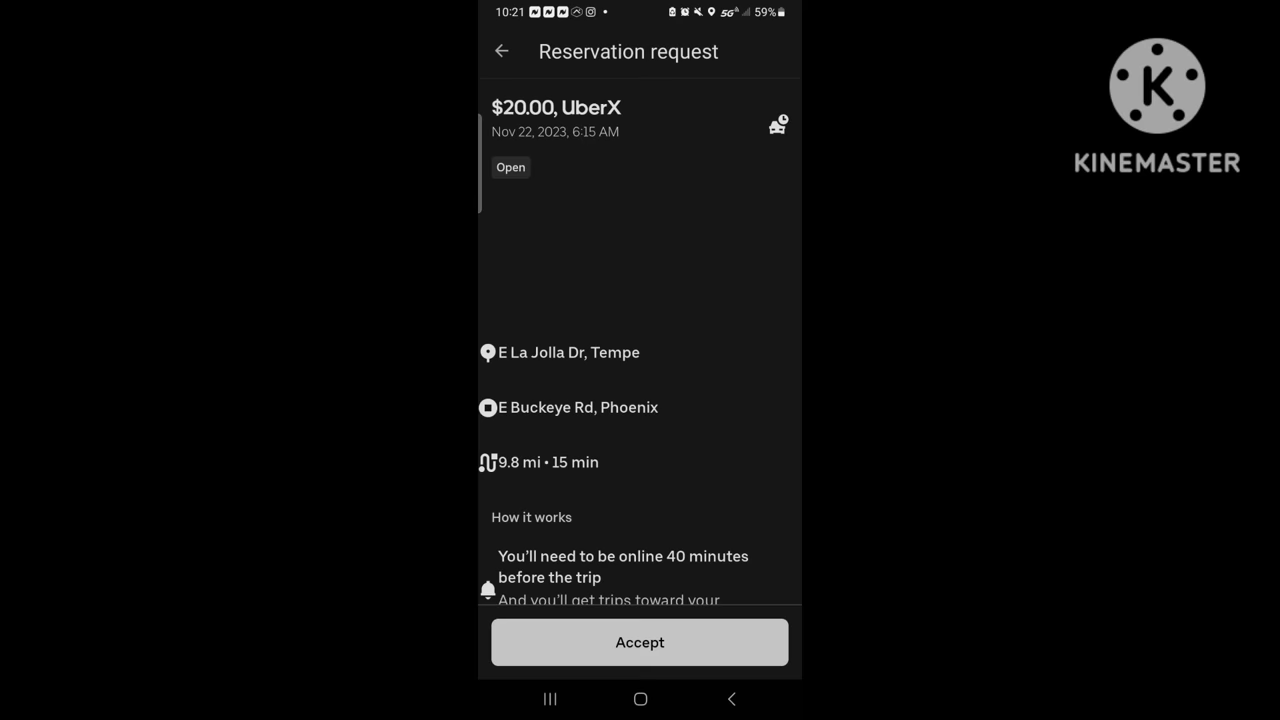 10:21 5G 59%
Reservation request
$20.00, UberX
Nov 22, 2023, 6:15 AM
Open
E La Jolla Dr, Tempe
E Buckeye Rd, Phoenix
9.8 mi • 15 min
How it works
You'll need to be online 40 minutes
before the trip
And you'll get trips toward your
Accept
K
KINEMASTER